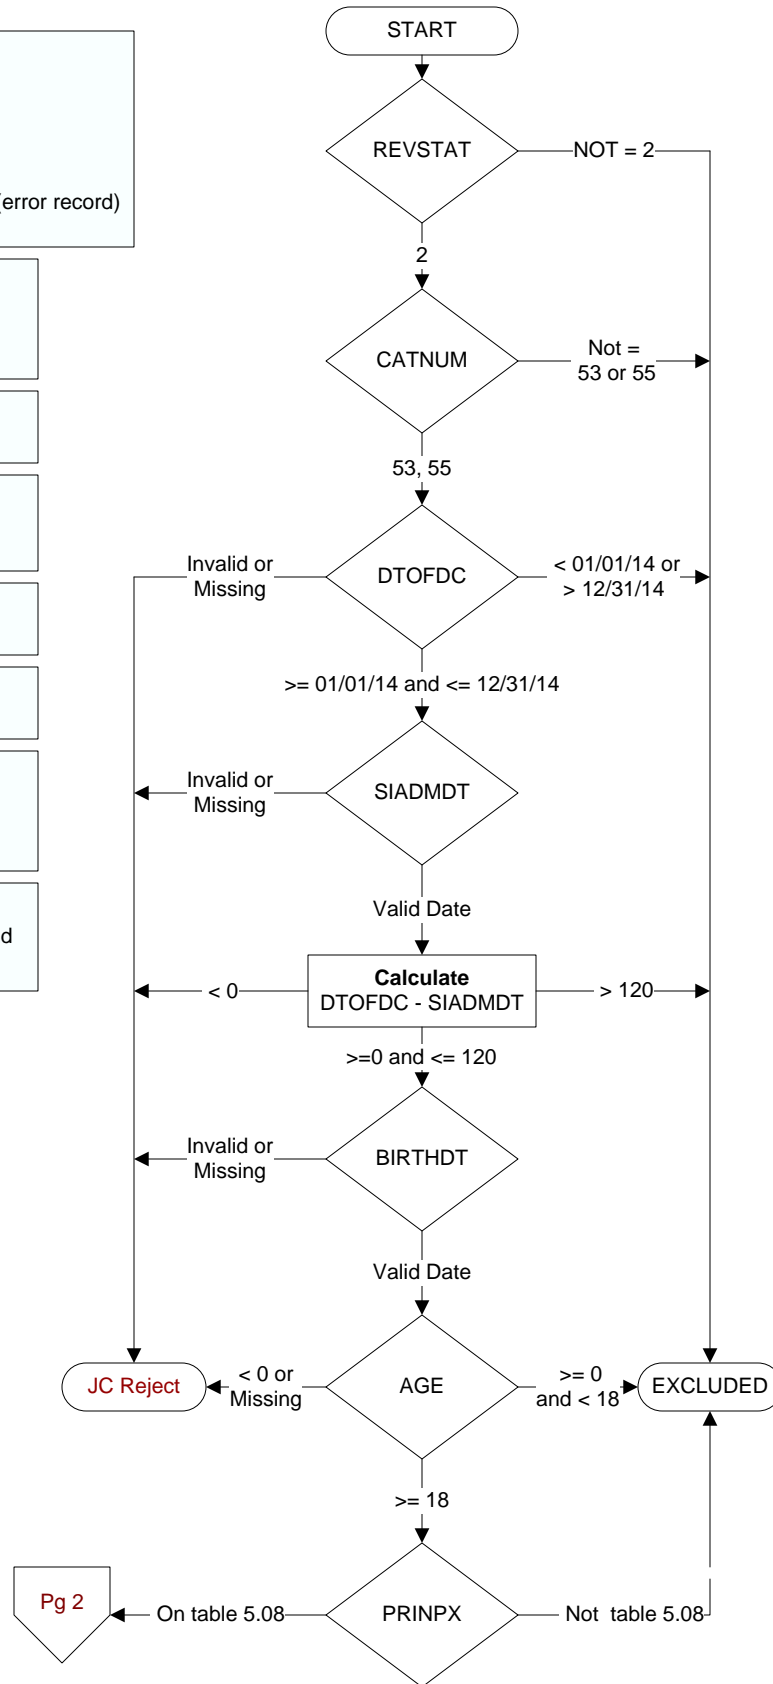 START
REVSTAT
NOT = 2
(error record)
2
CATNUM
Not =
53 or 55
53, 55
Invalid or
Missing
DTOFDC
< 01/01/14 or
> 12/31/14
>= 01/01/14 and <= 12/31/14
Invalid or
Missing
SIADMDT
Valid Date
d
< 0
Calculate
DTOFDC - SIADMDT
> 120
>=0 and <= 120
Invalid or
Missing
BIRTHDT
Valid Date
JC Reject
< 0 or
Missing
AGE
>= 0
and < 18
EXCLUDED
>= 18
Pg 2
On table 5.08
PRINPX
Not table 5.08